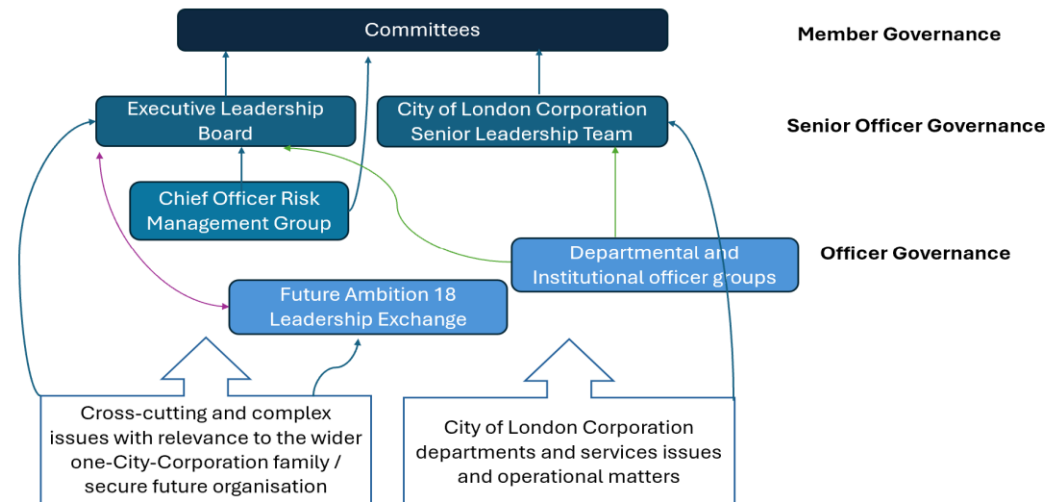 Committees
Member Governance
Executive Leadership
Board
City of London Corporation
Senior Leadership Team
Senior Officer Governance
Chief Officer Risk
Management Group
Departmental and
Institutional officer groups
Officer Governance
Future Ambition 18
Leadership Exchange
Cross-cutting and complex
issues with relevance to the wider
one-City-Corporation family /
secure future organisation
City of London Corporation
departments and services issues
and operational matters